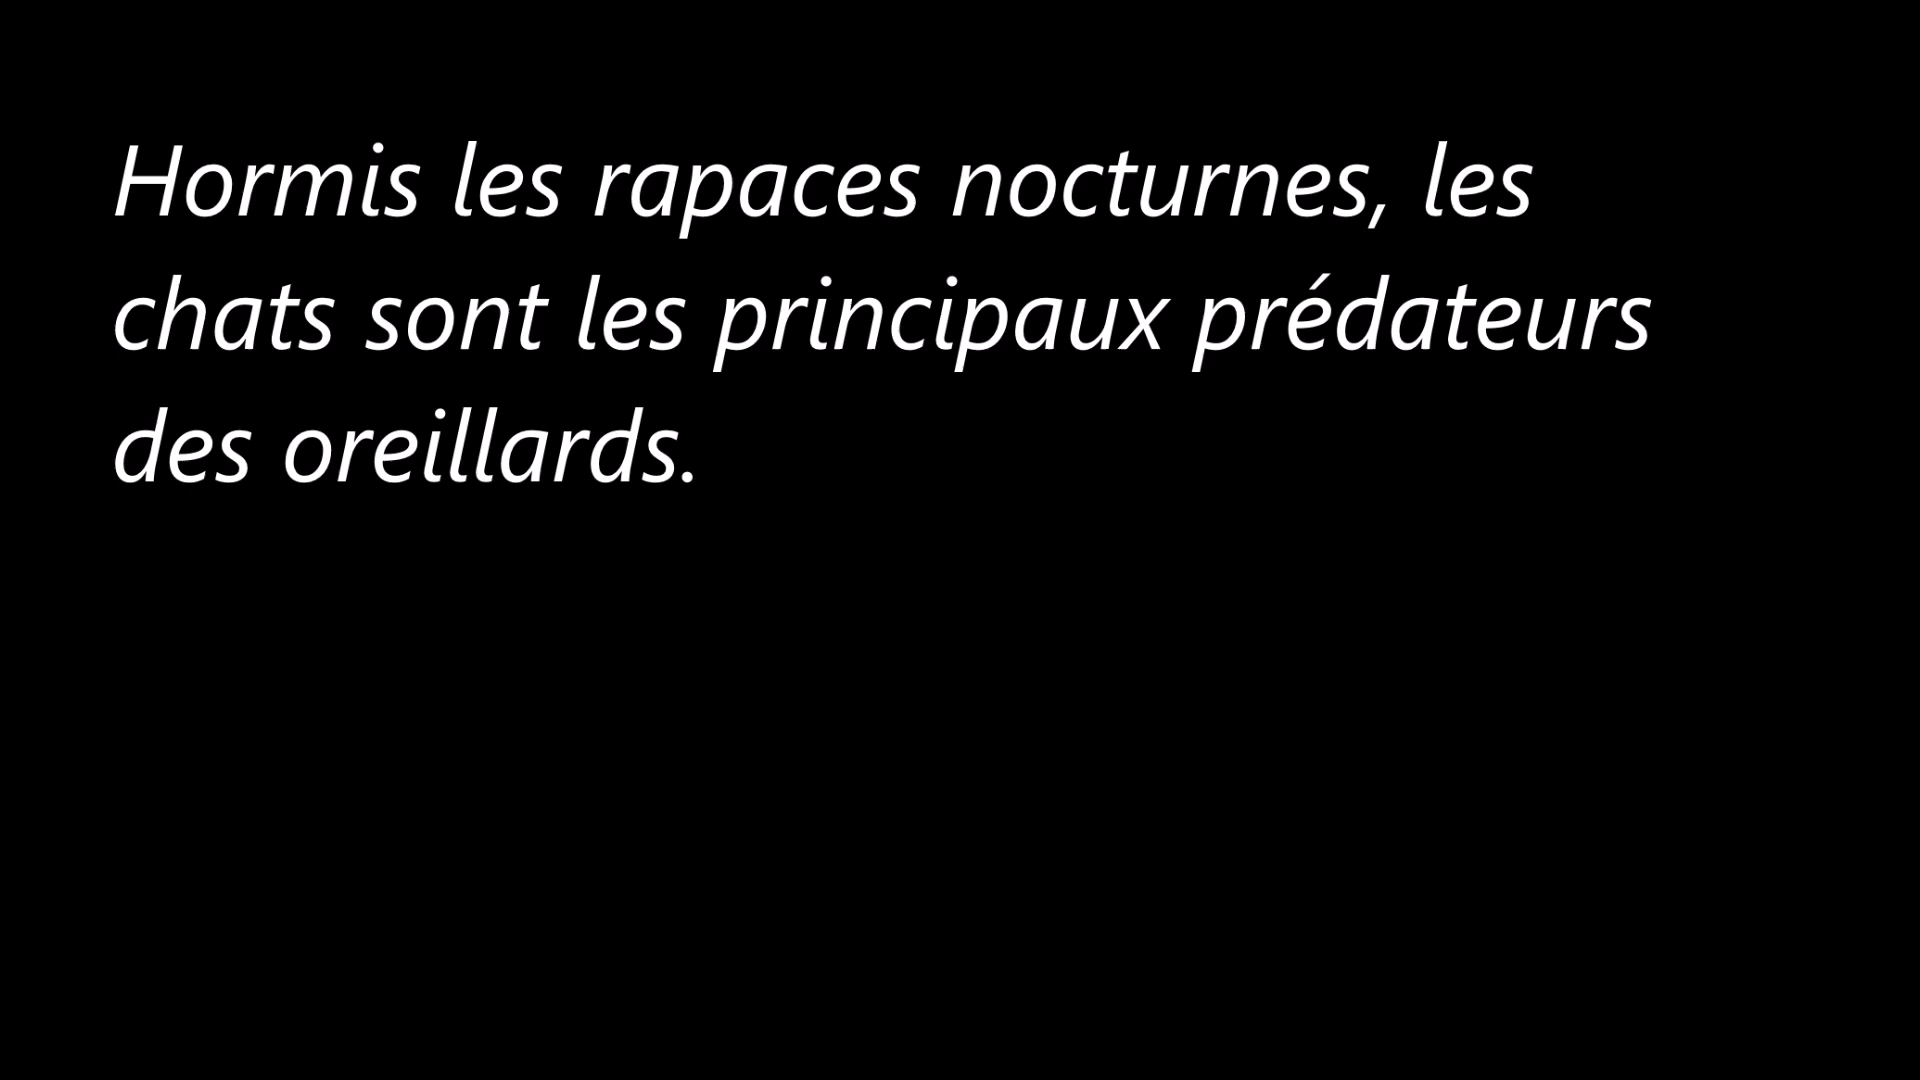 Hormis les rapaces nocturnes, les
chats sont les principaux prédateurs
des oreillards.